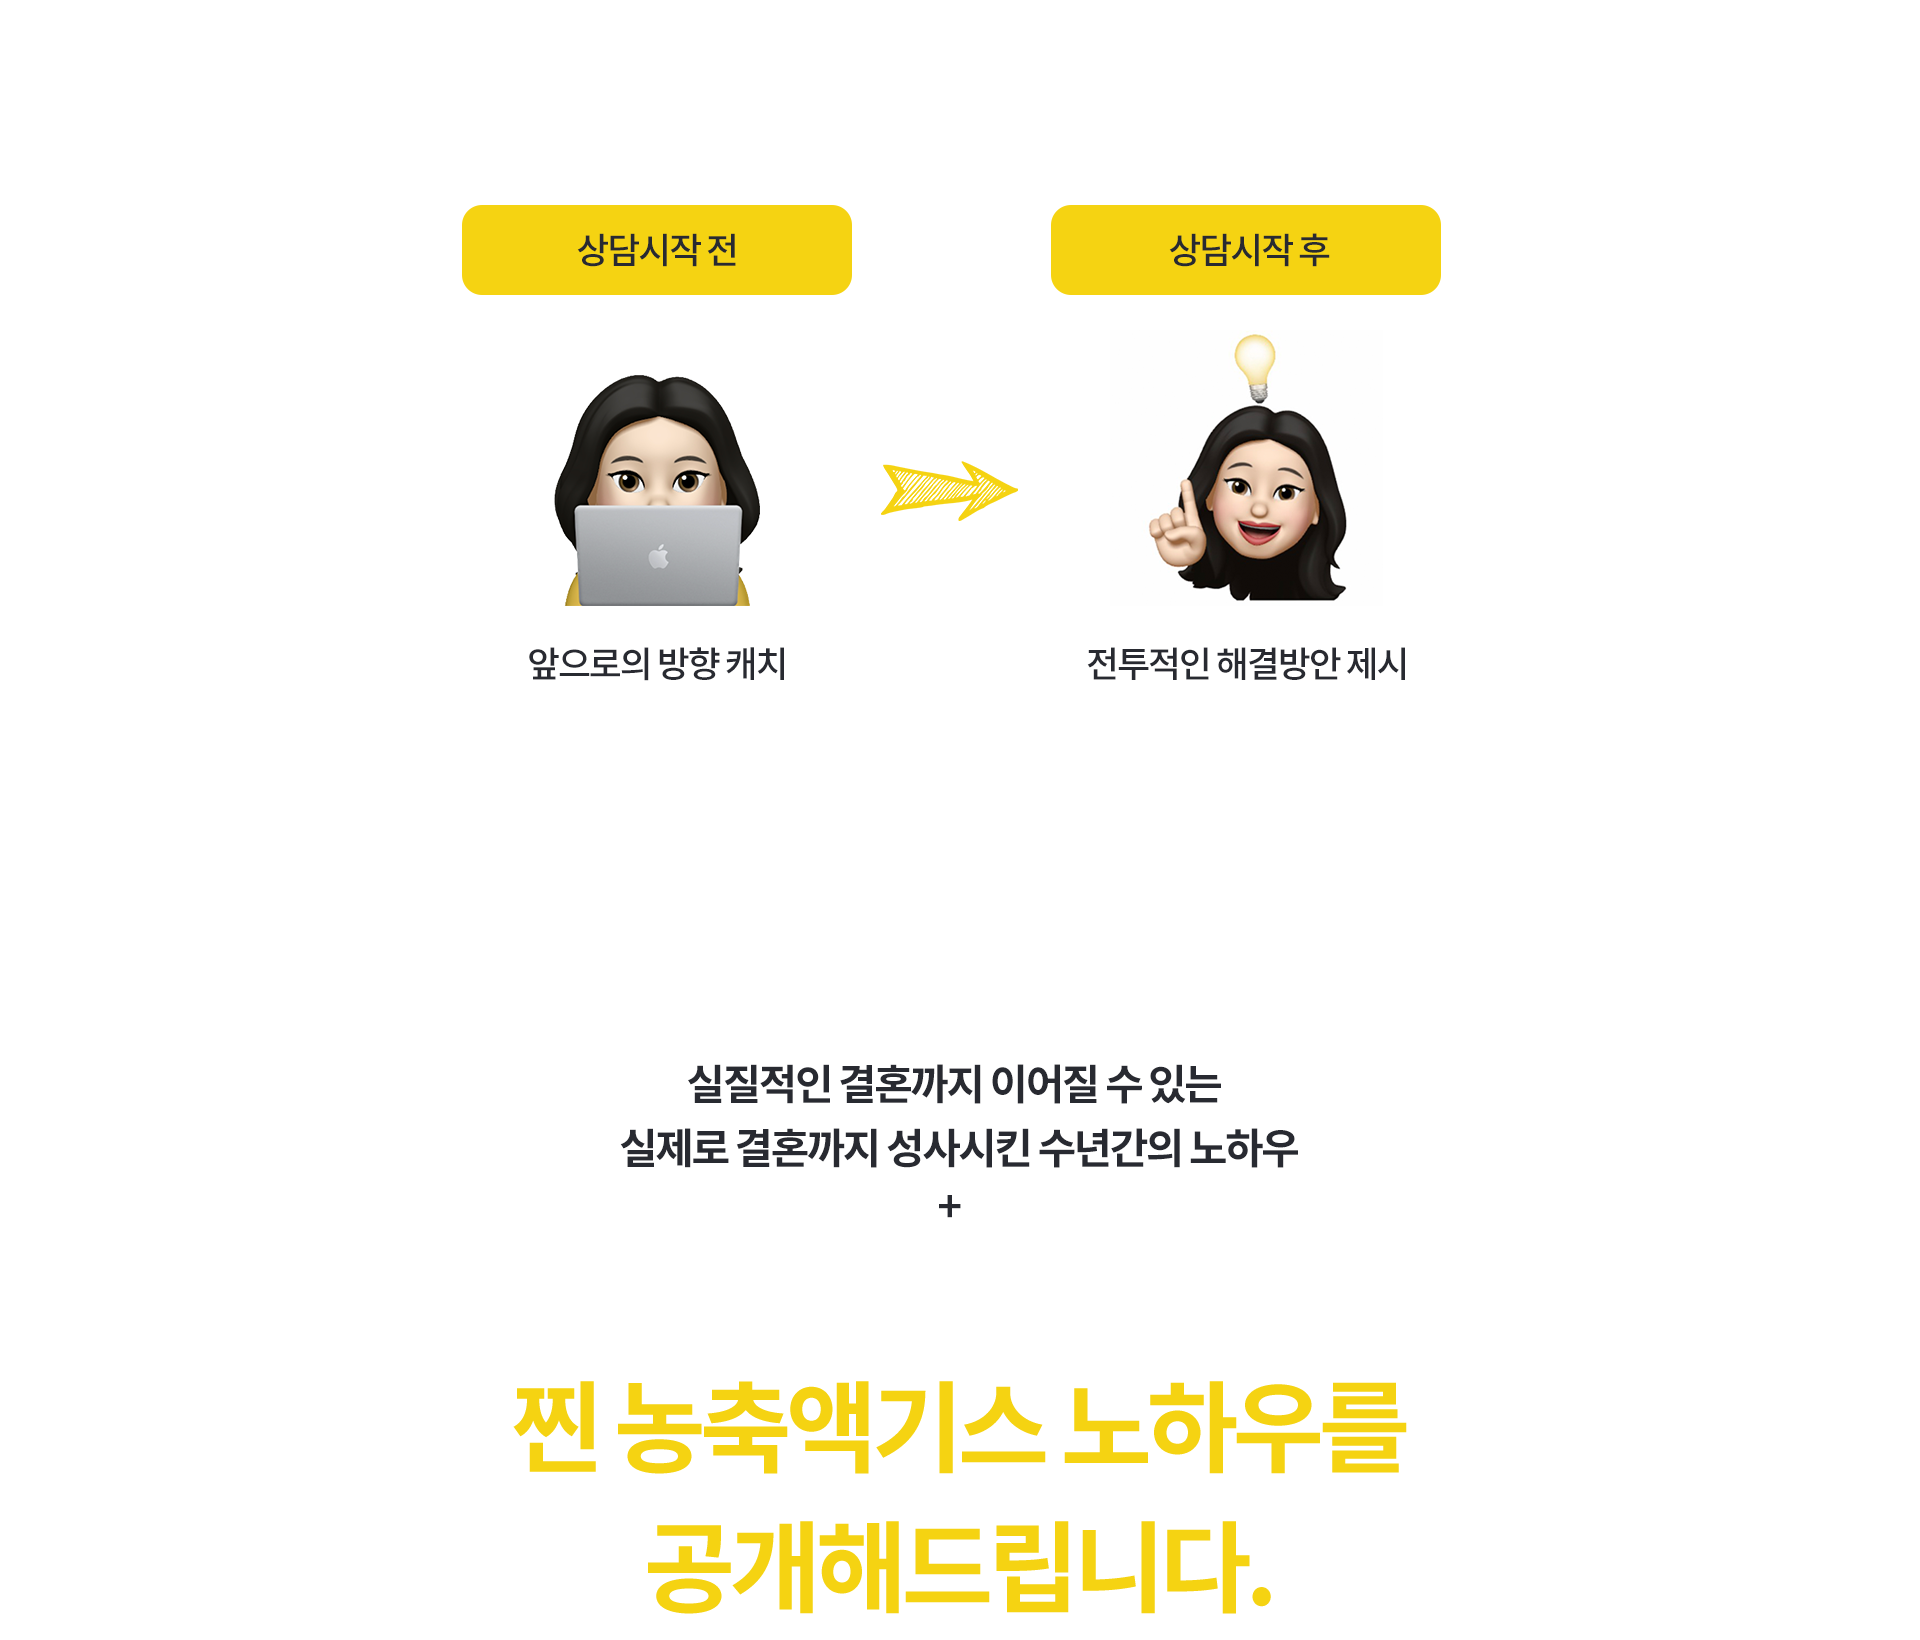 상담시작 전
상담시작 후
앞으로의 방향 캐치
전투적인 해결방안 제시
실질적인 결혼까지 이어질 수 있는
실제로 결혼까지 성사시킨 수년간의 노하우
+
찐 농축액기스 노하우를
공개해드립니다.